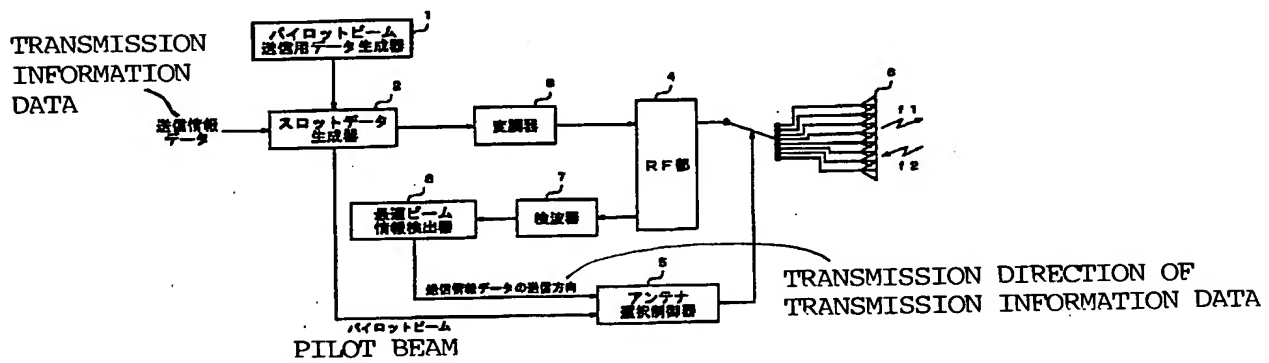 1
パイロットビーム
送信用データ生成器
TRANSMISSION
INFORMATION
DATA
送信情報
データ
2
スロットデータ
生成器
3
変調器
4
RF部
6
f1
f2
8
最適ビーム
情報検出器
7
検波器
送信情報データの送信方向
5
アンテナ
選択制御器
TRANSMISSION DIRECTION OF
TRANSMISSION INFORMATION DATA
パイロットビーム
PILOT BEAM